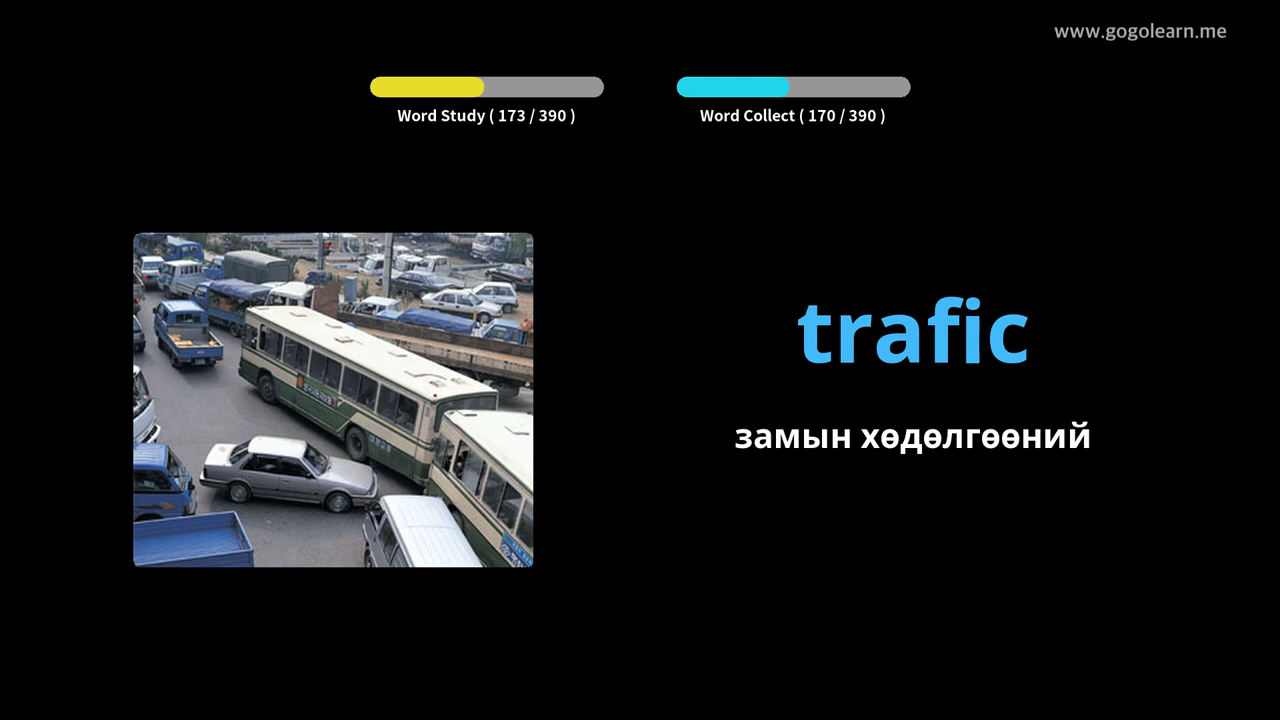 www.gogolearn.me
Word Study ( 173 / 390 )
Word Collect ( 170 / 390 )
trafic
замын хөдөлгөөний